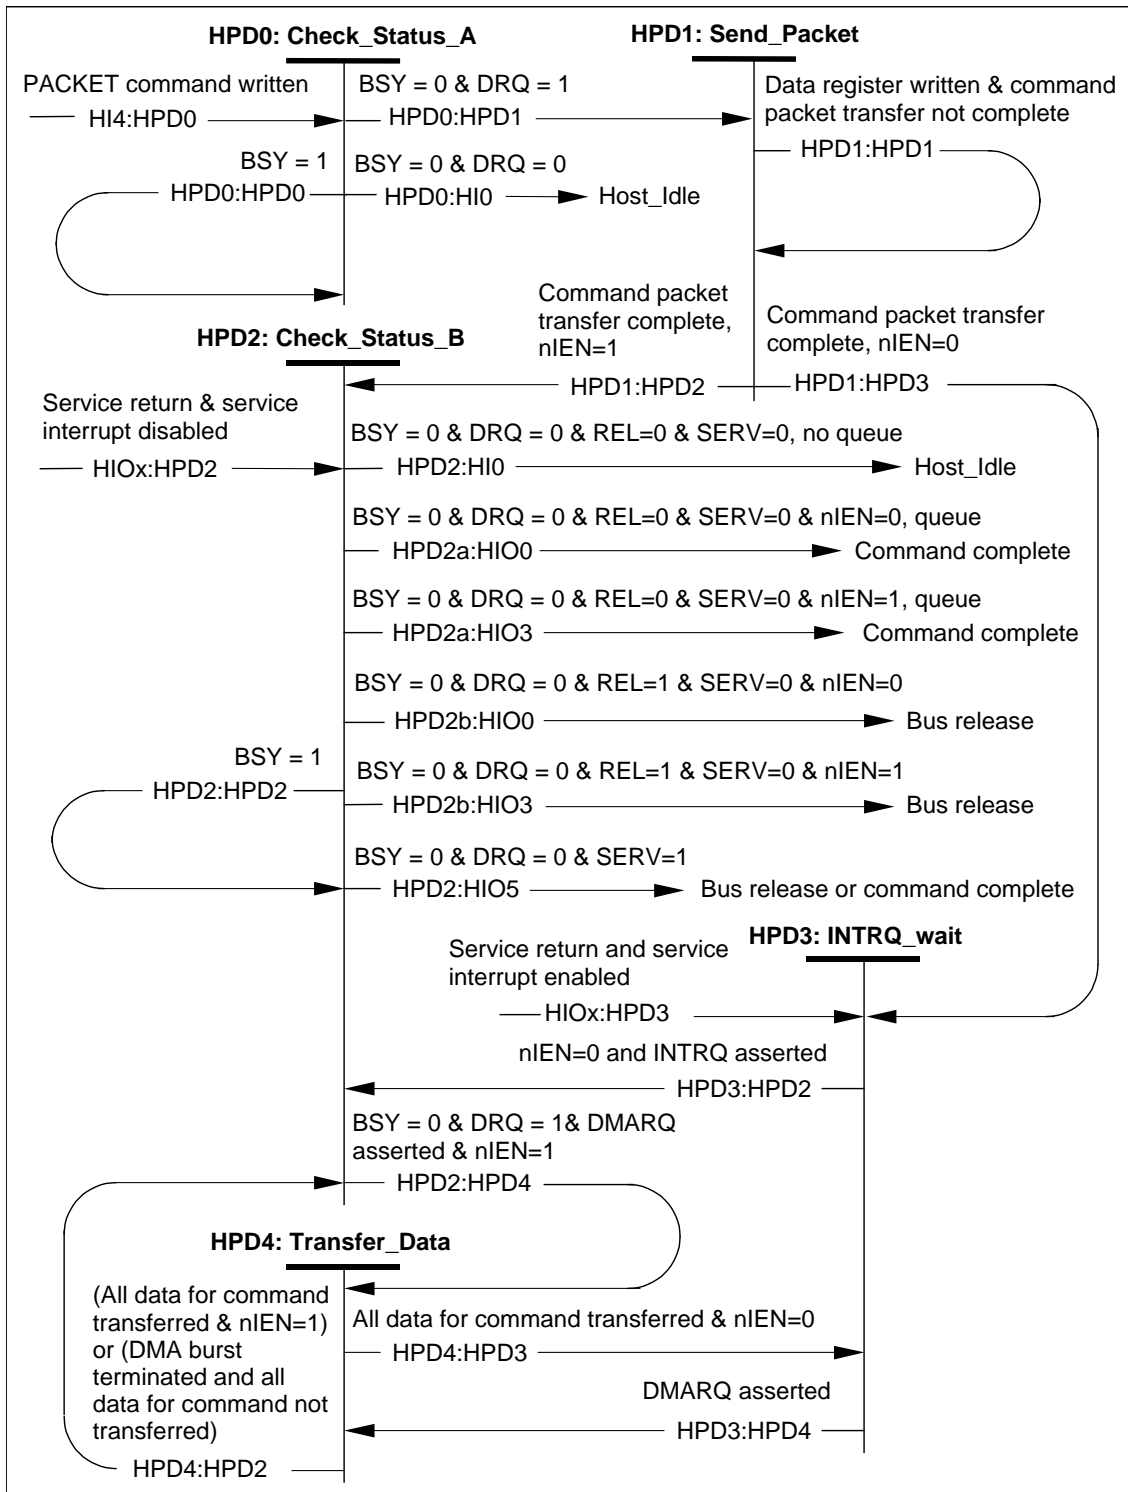 HPD0: Check_Status_A
HPD1: Send_Packet
PACKET command written
HI4:HPD0
BSY = 0 & DRQ = 1
HPD0:HPD1
Data register written & command
packet transfer not complete
HPD1:HPD1
BSY = 1
HPD0:HPD0
BSY = 0 & DRQ = 0
HPD0:HI0
Host_Idle
Command packet
transfer complete,
nIEN=1
HPD1:HPD2
Command packet transfer
complete, nIEN=0
HPD1:HPD3
HPD2: Check_Status_B
Service return & service
interrupt disabled
HIOx:HPD2
BSY = 0 & DRQ = 0 & REL=0 & SERV=0, no queue
HPD2:HI0
Host_Idle
BSY = 0 & DRQ = 0 & REL=0 & SERV=0 & nIEN=0, queue
HPD2a:HIO0
Command complete
BSY = 0 & DRQ = 0 & REL=0 & SERV=0 & nIEN=1, queue
HPD2a:HIO3
Command complete
BSY = 0 & DRQ = 0 & REL=1 & SERV=0 & nIEN=0
HPD2b:HIO0
Bus release
BSY = 1
HPD2:HPD2
BSY = 0 & DRQ = 0 & REL=1 & SERV=0 & nIEN=1
HPD2b:HIO3
Bus release
BSY = 0 & DRQ = 0 & SERV=1
HPD2:HIO5
Bus release or command complete
HPD3: INTRQ_wait
Service return and service
interrupt enabled
HIOx:HPD3
nIEN=0 and INTRQ asserted
HPD3:HPD2
BSY = 0 & DRQ = 1& DMARQ
asserted & nIEN=1
HPD2:HPD4
HPD4: Transfer_Data
(All data for command
transferred & nIEN=1)
or (DMA burst
terminated and all
data for command not
transferred)
HPD4:HPD2
All data for command transferred & nIEN=0
HPD4:HPD3
DMARQ asserted
HPD3:HPD4